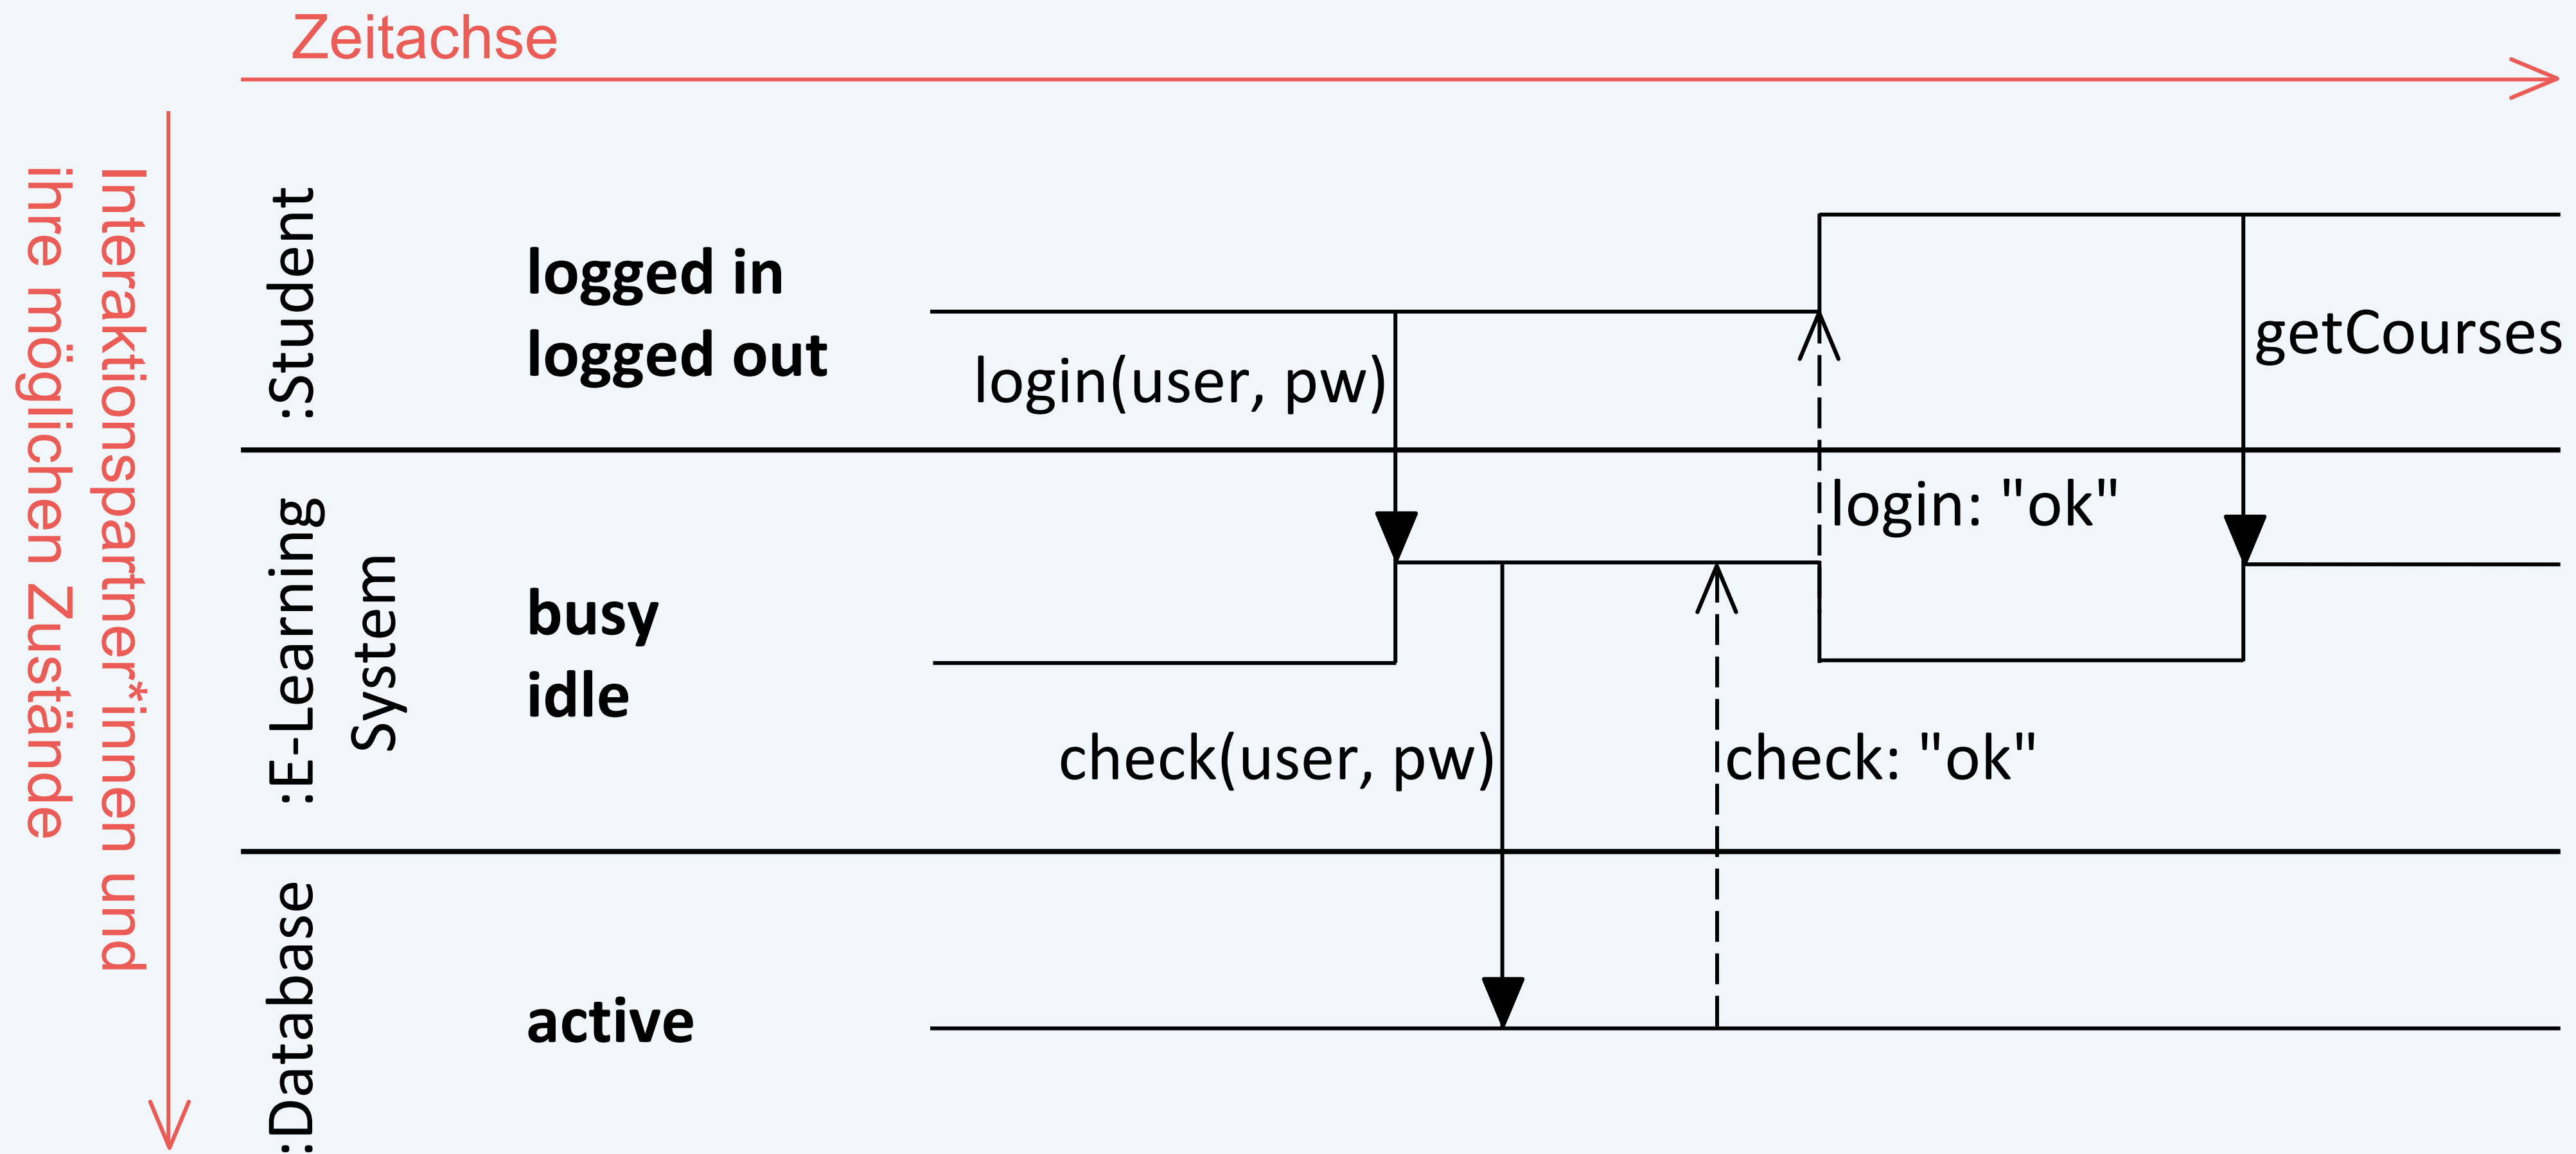 Zeitachse
Interaktionspartner*innen und
ihre möglichen Zustände
:Student
logged in
logged out
login(user, pw)
getCourses
:E-Learning
System
login: "ok"
busy
idle
check(user, pw)
check: "ok"
:Database
active